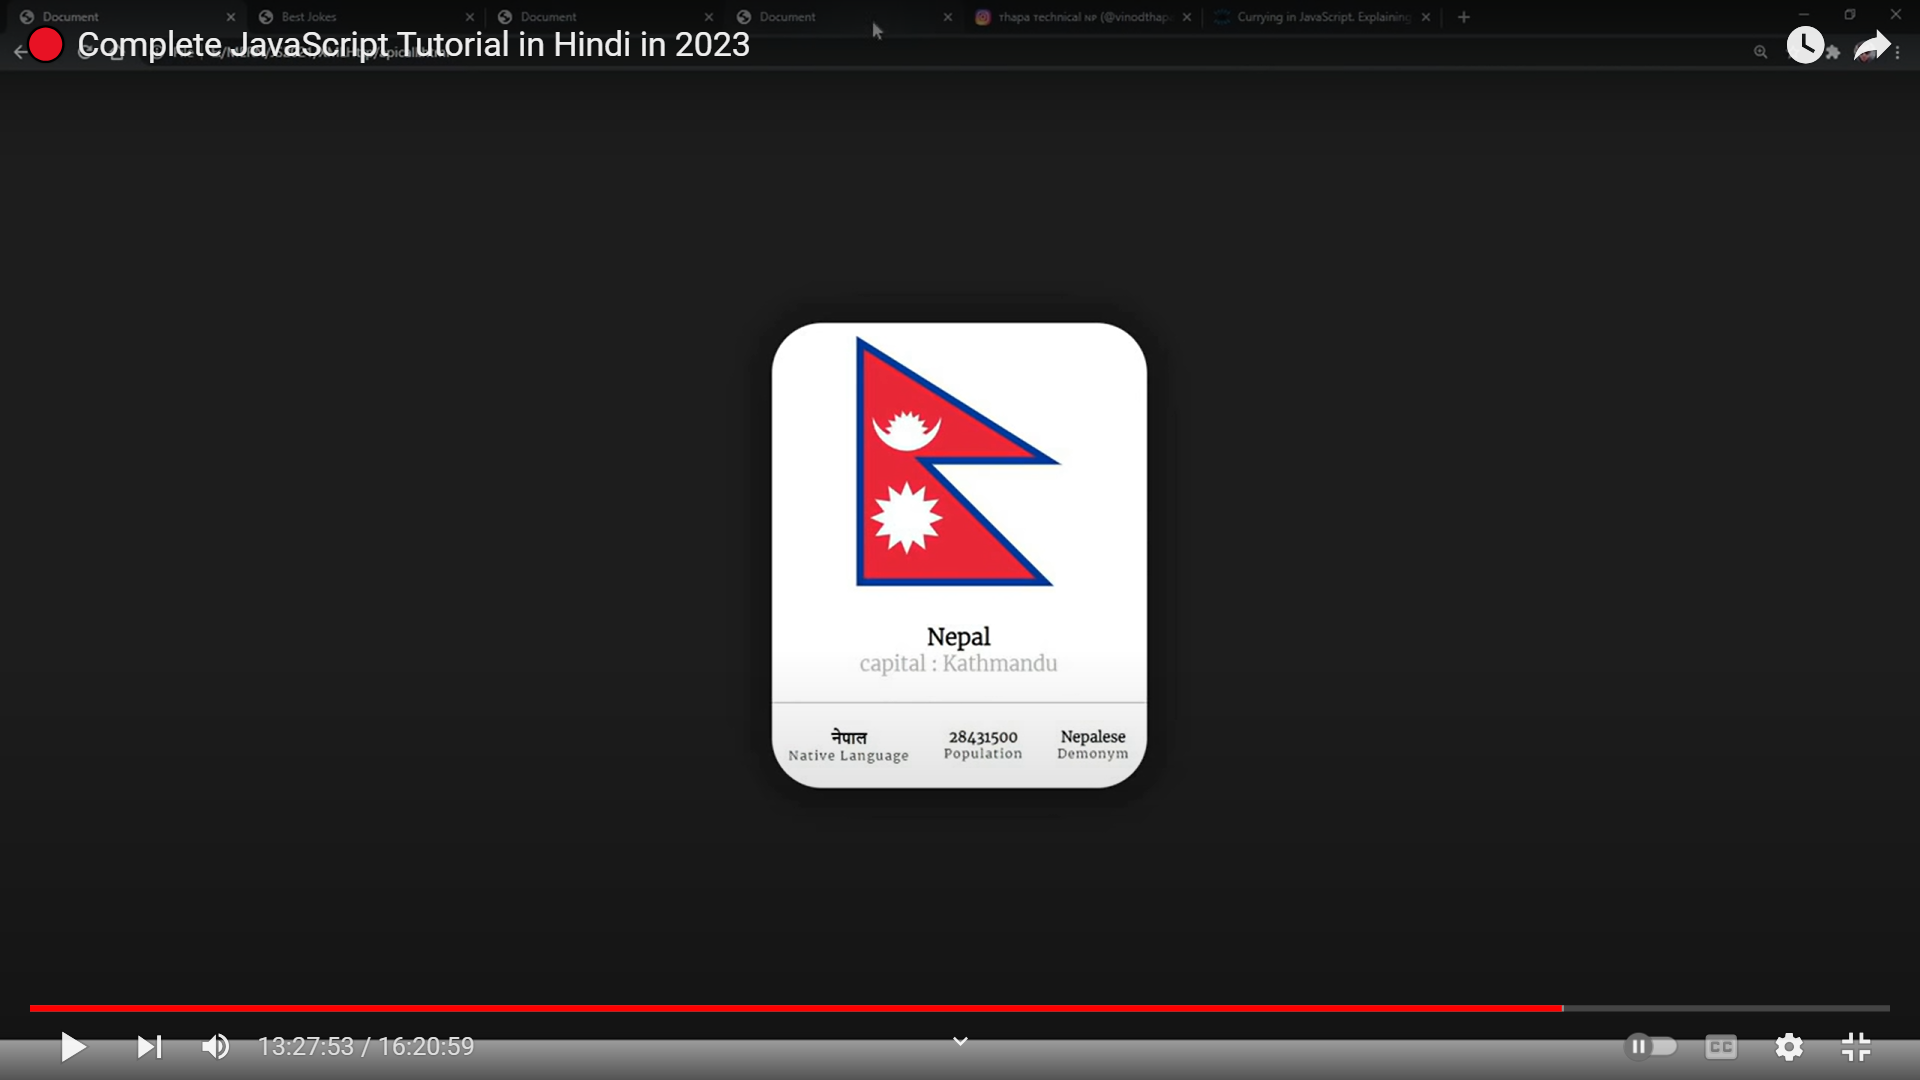 Document
Best Jokes
Document
Document
Thapa Technical NP (@vinodthap
Currying in JavaScript. Explaining
Complete JavaScript Tutorial in Hindi in 2023
Nepal
capital : Kathmandu
नेपाल
Native Language
28431500
Population
Nepalese
Demonym
13:27:53 / 16:20:59
CC